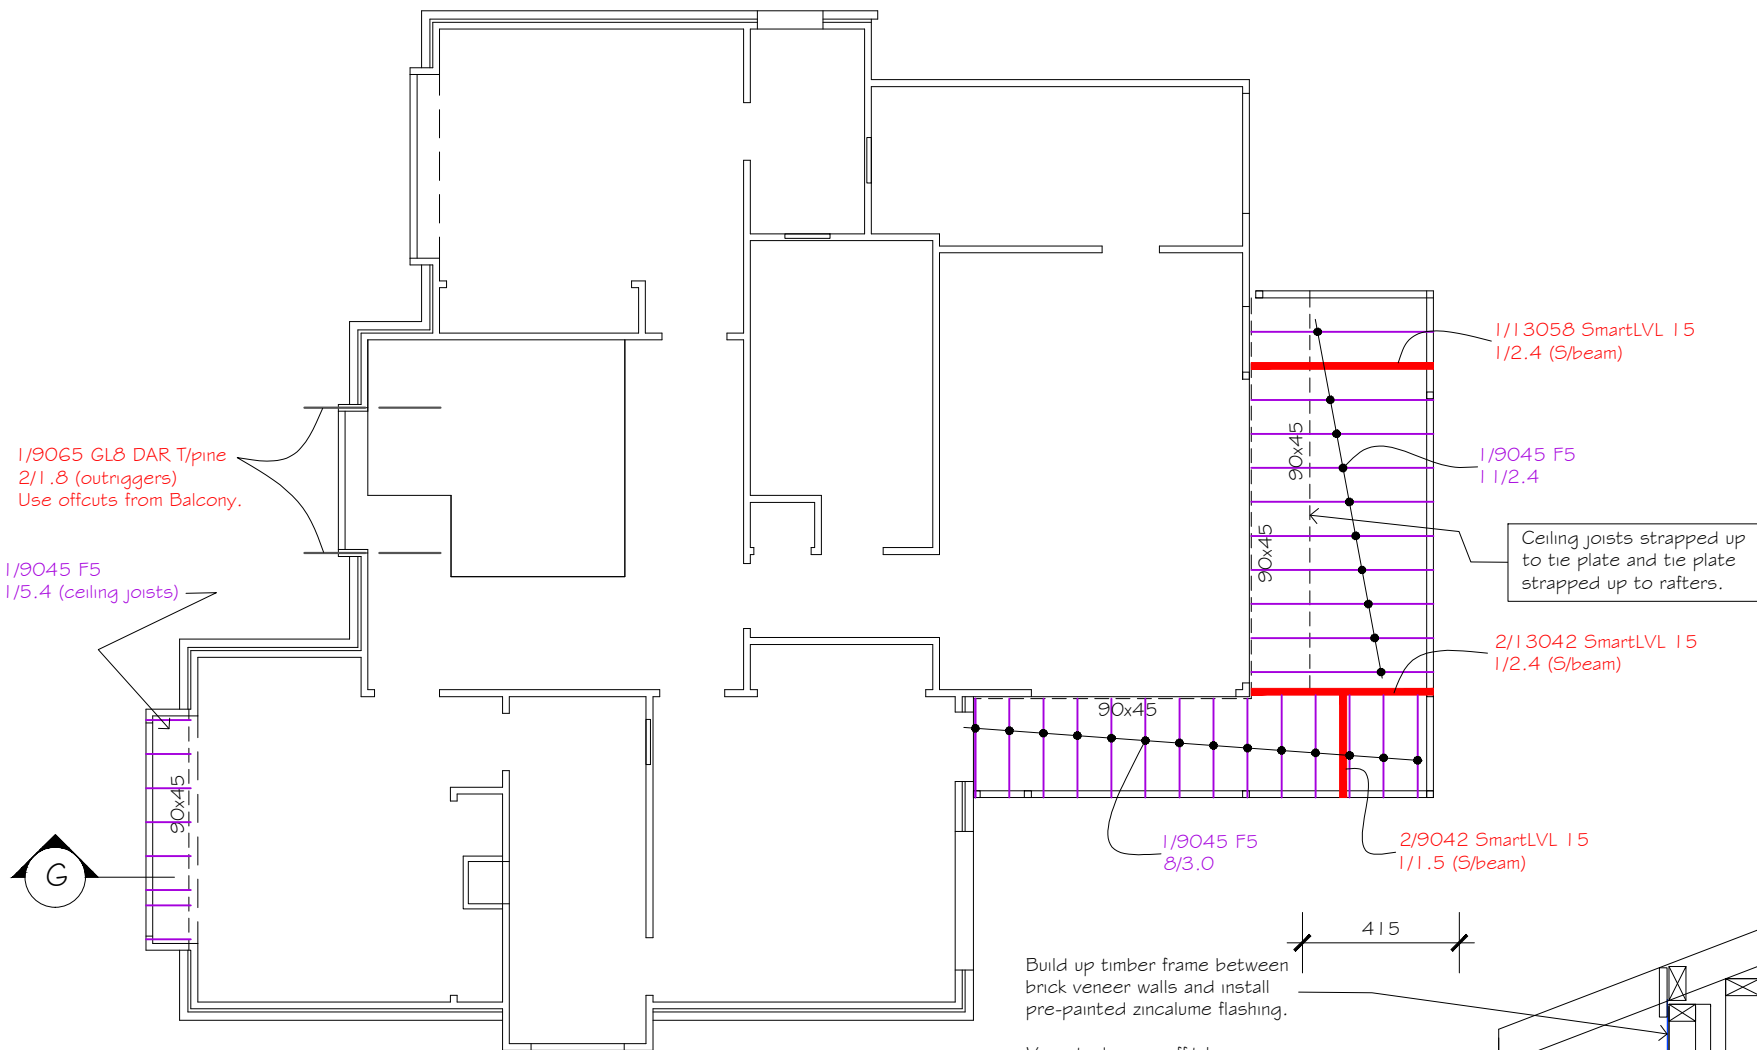 1/13058 SmartLVL 15
1/2.4 (S/beam)
90x45
1/9045 F5
11/2.4
1/9065 GL8 DAR T/pine
2/1.8 (outriggers)
Use offcuts from Balcony.
90x45
Ceiling joists strapped up
to tie plate and tie plate
strapped up to rafters.
1/9045 F5
1/5.4 (ceiling joists)
2/13042 SmartLVL 15
1/2.4 (S/beam)
90x45
90x45
G
1/9045 F5
8/3.0
2/9042 SmartLVL 15
1/1.5 (S/beam)
415
Build up timber frame between
brick veneer walls and install
pre-painted zincalume flashing.